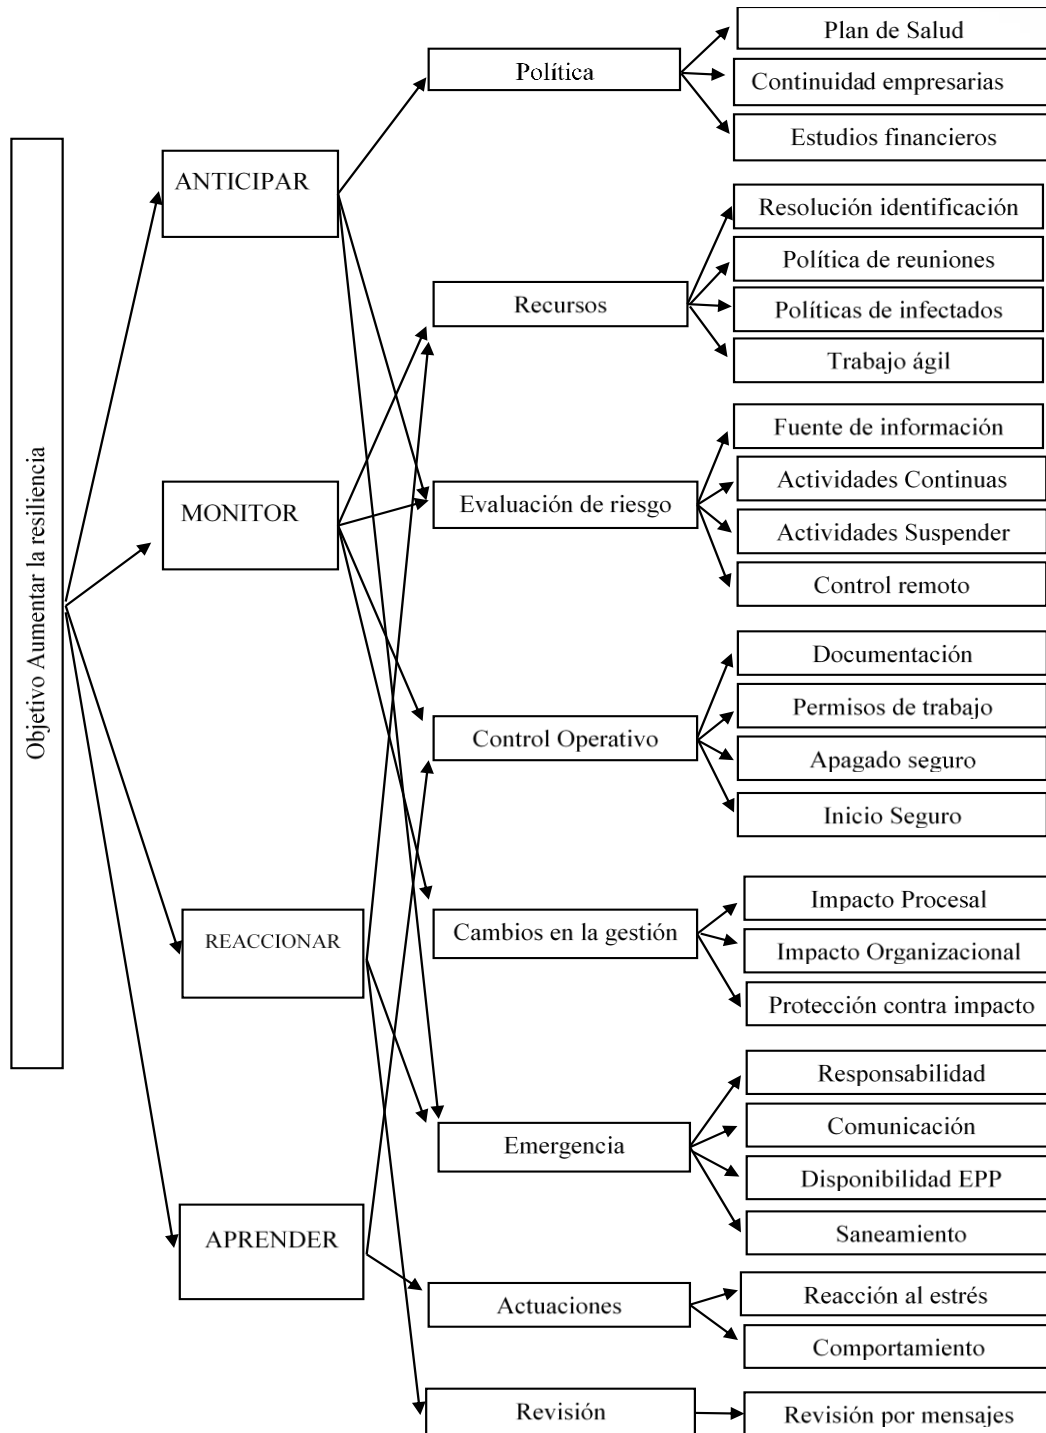 Objetivo Aumentar la resiliencia
ANTICIPAR
MONITOR
REACCIONAR
APRENDER
Política
Recursos
Evaluación de riesgo
Control Operativo
Cambios en la gestión
Emergencia
Actuaciones
Revisión
Plan de Salud
Continuidad empresarias
Estudios financieros
Resolución identificación
Política de reuniones
Políticas de infectados
Trabajo ágil
Fuente de información
Actividades Continuas
Actividades Suspender
Control remoto
Documentación
Permisos de trabajo
Apagado seguro
Inicio Seguro
Impacto Procesal
Impacto Organizacional
Protección contra impacto
Responsabilidad
Comunicación
Disponibilidad EPP
Saneamiento
Reacción al estrés
Comportamiento
Revisión por mensajes